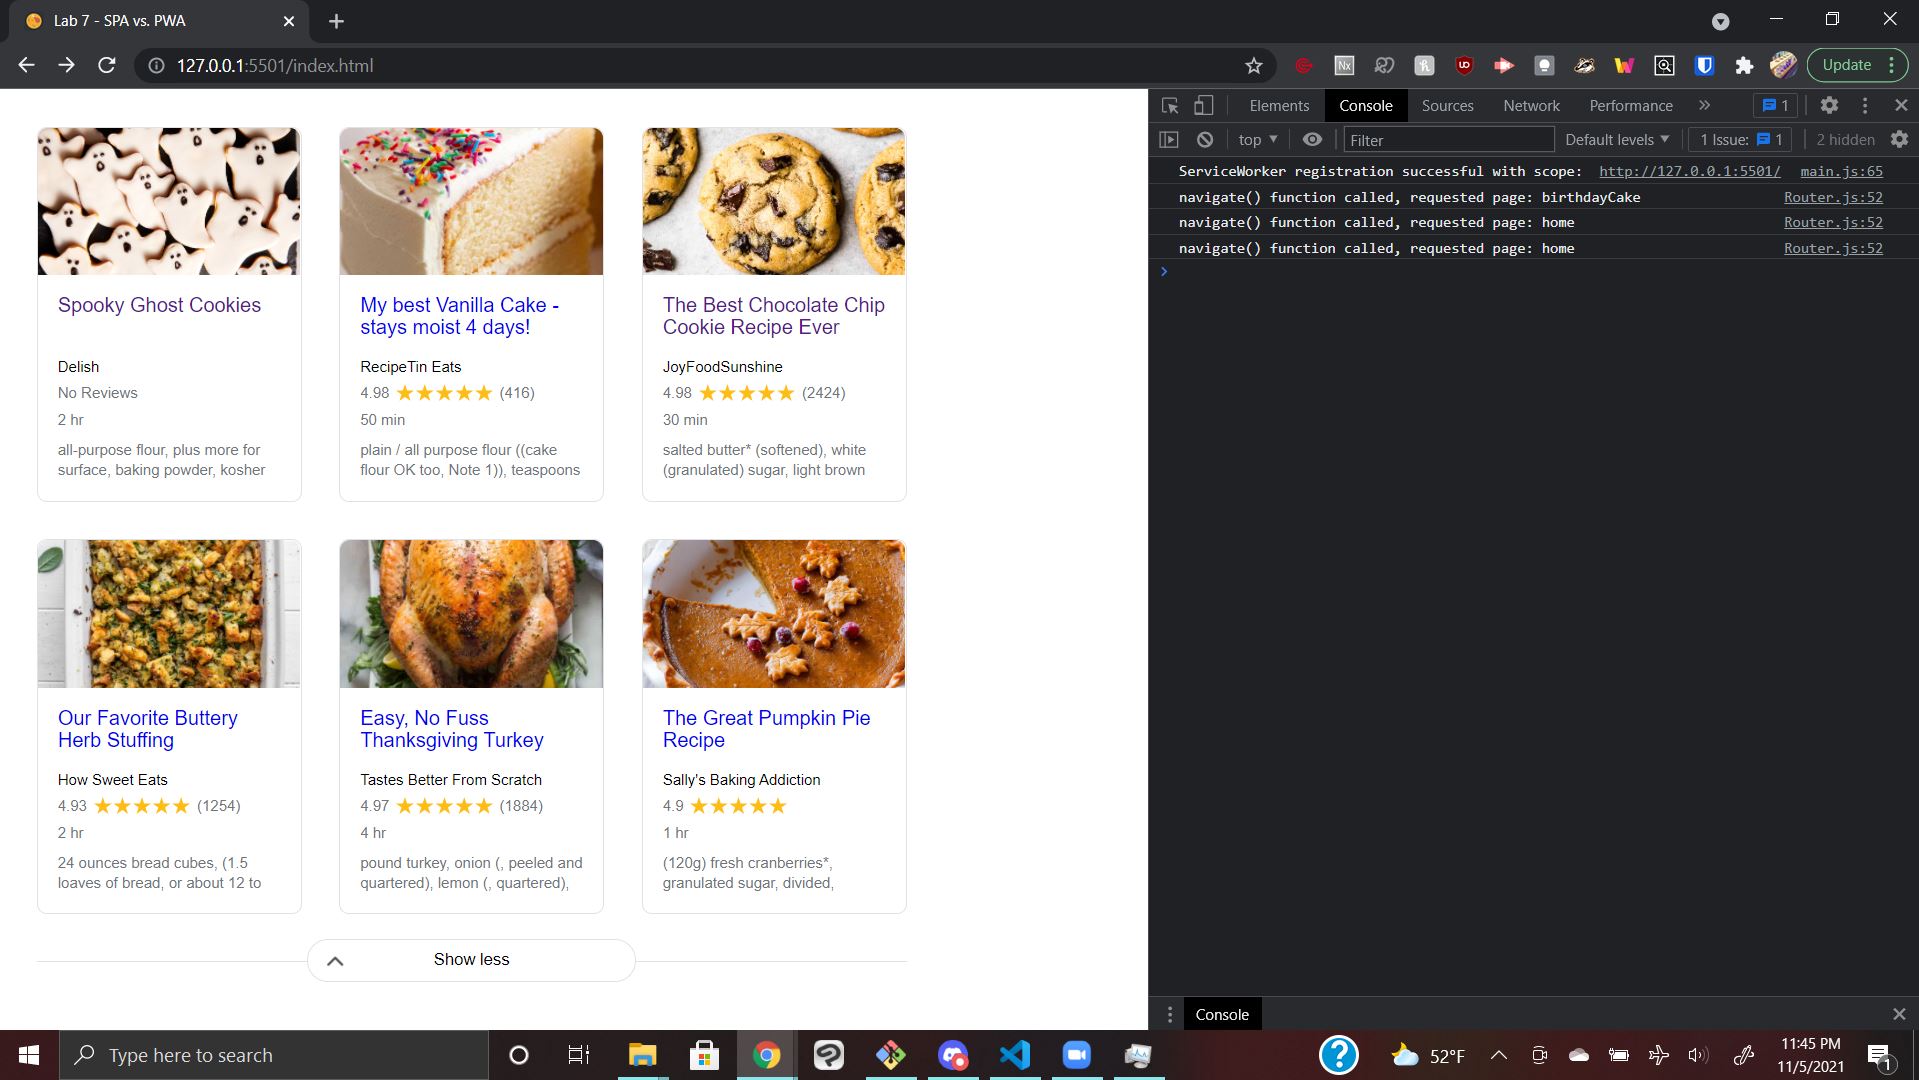 Lab 7 - SPA vs. PWA
127.0.0.1:5501/index.html
Update
Elements Console Sources Network Performance 1
top Filter Default levels 1 Issue: 1 2 hidden
ServiceWorker registration successful with scope: http://127.0.0.1:5501/ main.js:65
navigate() function called, requested page: birthdayCake Router.js:52
navigate() function called, requested page: home Router.js:52
navigate() function called, requested page: home Router.js:52
Spooky Ghost Cookies
Delish
No Reviews
2 hr
all-purpose flour, plus more for
surface, baking powder, kosher
My best Vanilla Cake -
stays moist 4 days!
RecipeTin Eats
4.98 ★★★★★ (416)
50 min
plain / all purpose flour ((cake
flour OK too, Note 1)), teaspoons
The Best Chocolate Chip
Cookie Recipe Ever
JoyFoodSunshine
4.98 ★★★★★ (2424)
30 min
salted butter* (softened), white
(granulated) sugar, light brown
Our Favorite Buttery
Herb Stuffing
How Sweet Eats
4.93 ★★★★★ (1254)
2 hr
24 ounces bread cubes, (1.5
loaves of bread, or about 12 to
Easy, No Fuss
Thanksgiving Turkey
Tastes Better From Scratch
4.97 ★★★★★ (1884)
4 hr
pound turkey, onion (, peeled and
quartered), lemon (, quartered),
The Great Pumpkin Pie
Recipe
Sally's Baking Addiction
4.9 ★★★★★
1 hr
(120g) fresh cranberries*,
granulated sugar, divided,
Show less
Console
Type here to search
52°F
11:45 PM
11/5/2021
1